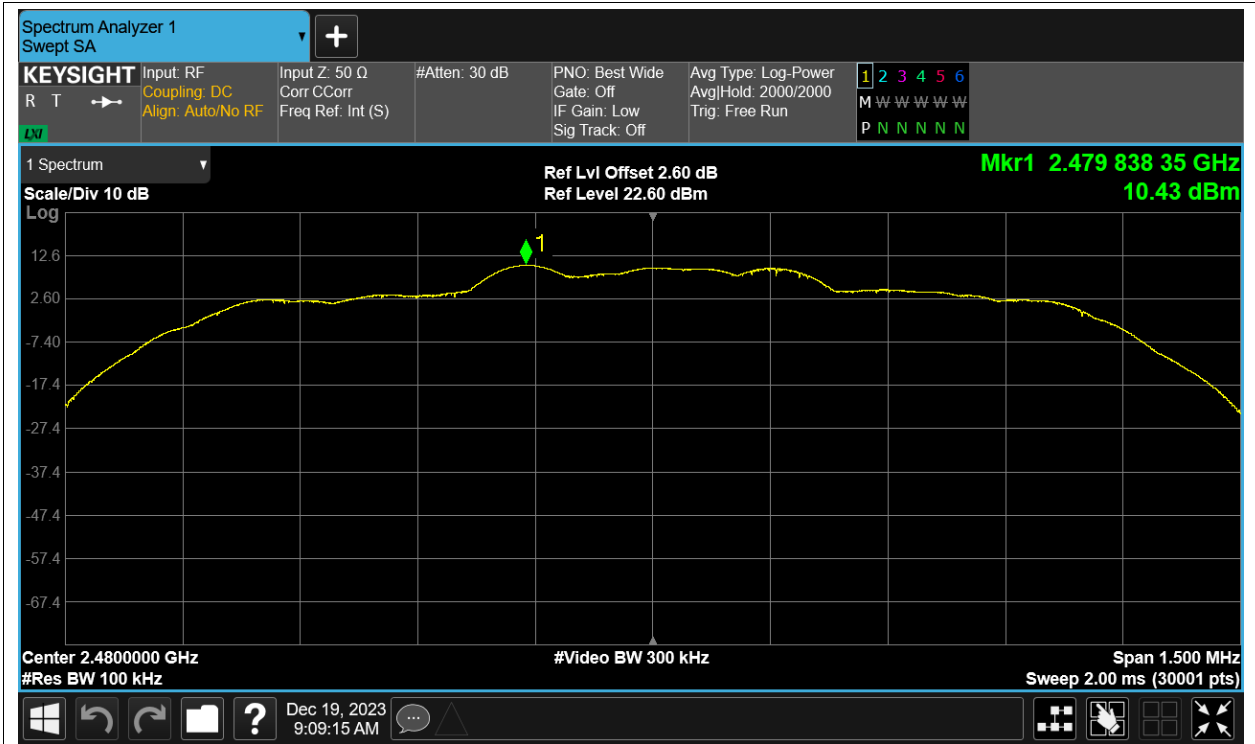 Spectrum Analyzer 1
Swept SA
KEYSIGHT
R T
LXI
Input: RF
Coupling: DC
Align: Auto/No RF
Input Z: 50 Ω
Corr CCorr
Freq Ref: Int (S)
#Atten: 30 dB
PNO: Best Wide
Gate: Off
IF Gain: Low
Sig Track: Off
Avg Type: Log-Power
Avg|Hold: 2000/2000
Trig: Free Run
1 2 3 4 5 6
M W W W W W
P N N N N N
1 Spectrum
Scale/Div 10 dB
Log
Ref Lvl Offset 2.60 dB
Ref Level 22.60 dBm
Mkr1 2.479 838 35 GHz
10.43 dBm
1
12.6
2.60
-7.40
-17.4
-27.4
-37.4
-47.4
-57.4
-67.4
Center 2.4800000 GHz
#Video BW 300 kHz
Span 1.500 MHz
#Res BW 100 kHz
Sweep 2.00 ms (30001 pts)
?
Dec 19, 2023
9:09:15 AM